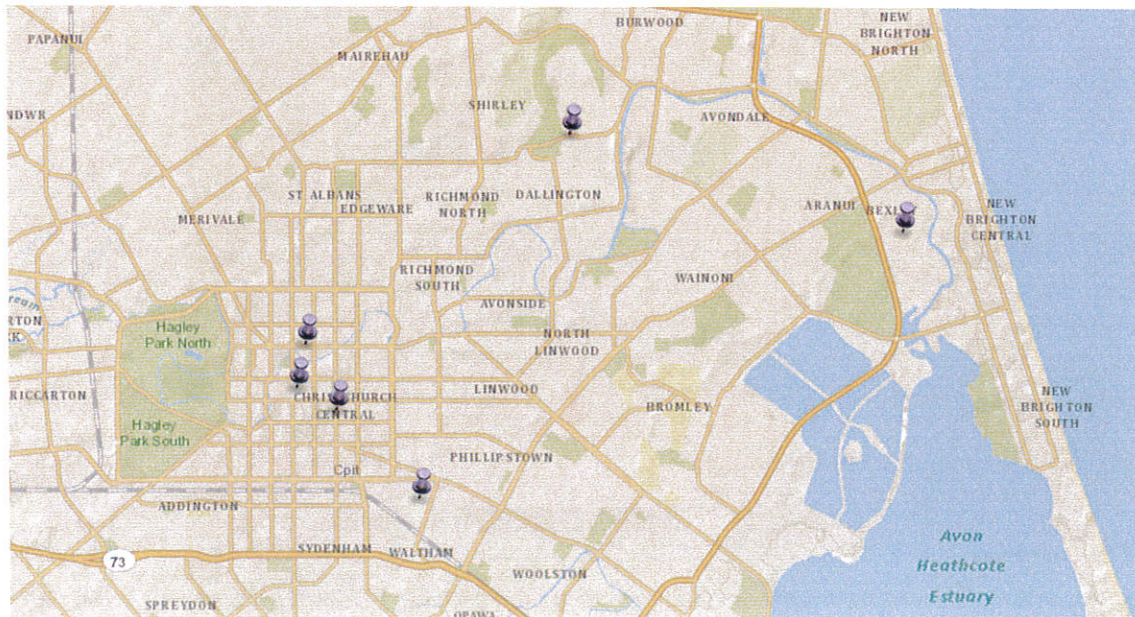 BURWOOD
NEW
BRIGHTON
NORTH
PAPANUI
MAIREHAU
SHIRLEY
NDWR
AVONDALE
ST ALBANS
EDGEWARE
RICHMOND
NORTH
DALLINGTON
MERIVALE
ARANUI
NEW
BRIGHTON
CENTRAL
WAINONI
RICHMOND
SOUTH
AVONSIDE
Hagley
Park North
NORTH
LINWOOD
RICCARTON
LINWOOD
CENTRAL
BROMLEY
NEW
BRIGHTON
SOUTH
Hagley
Park South
PHILLIPSTOWN
Cpit
ADDINGTON
73
SYDENHAM
WALTHAM
WOOLSTON
SPREYDON
Avon
Heathcote
Estuary